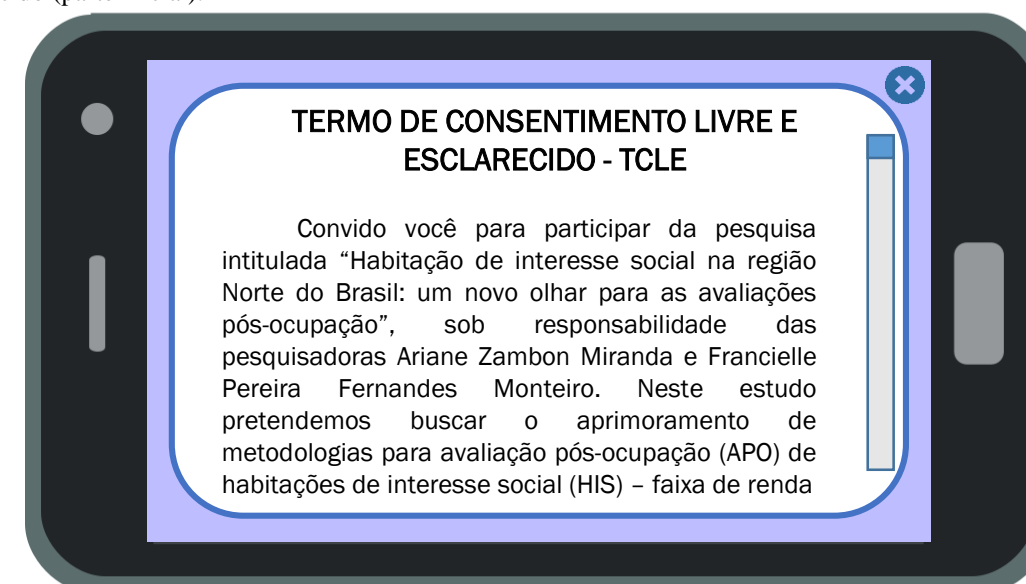 TERMO DE CONSENTIMENTO LIVRE E
ESCLARECIDO - TCLE
Convido você para participar da pesquisa
intitulada “Habitação de interesse social na região
Norte do Brasil: um novo olhar para as avaliações
pós-ocupação”, sob responsabilidade das
pesquisadoras Ariane Zambon Miranda e Francielle
Pereira Fernandes Monteiro. Neste estudo
pretendemos buscar o aprimoramento de
metodologias para avaliação pós-ocupação (APO) de
habitações de interesse social (HIS) – faixa de renda